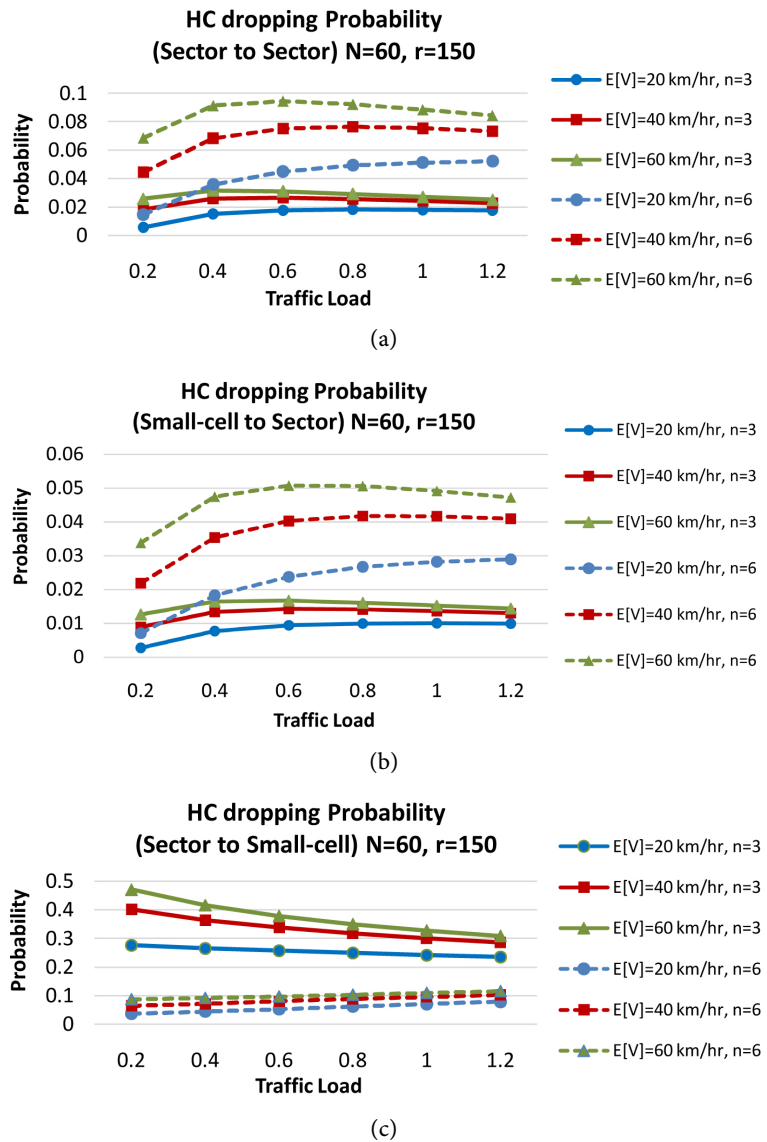 HC dropping Probability
(Sector to Sector) N=60, r=150
Probability
0.1
0.08
0.06
0.04
0.02
0
0.2 0.4 0.6 0.8 1 1.2
Traffic Load
E[V]=20 km/hr, n=3
E[V]=40 km/hr, n=3
E[V]=60 km/hr, n=3
E[V]=20 km/hr, n=6
E[V]=40 km/hr, n=6
E[V]=60 km/hr, n=6
(a)
HC dropping Probability
(Small-cell to Sector) N=60, r=150
Probability
0.06
0.05
0.04
0.03
0.02
0.01
0
0.2 0.4 0.6 0.8 1 1.2
Traffic Load
E[V]=20 km/hr, n=3
E[V]=40 km/hr, n=3
E[V]=60 km/hr, n=3
E[V]=20 km/hr, n=6
E[V]=40 km/hr, n=6
E[V]=60 km/hr, n=6
(b)
HC dropping Probability
(Sector to Small-cell) N=60, r=150
Probability
0.5
0.4
0.3
0.2
0.1
0
0.2 0.4 0.6 0.8 1 1.2
Traffic Load
E[V]=20 km/hr, n=3
E[V]=40 km/hr, n=3
E[V]=60 km/hr, n=3
E[V]=20 km/hr, n=6
E[V]=40 km/hr, n=6
E[V]=60 km/hr, n=6
(c)